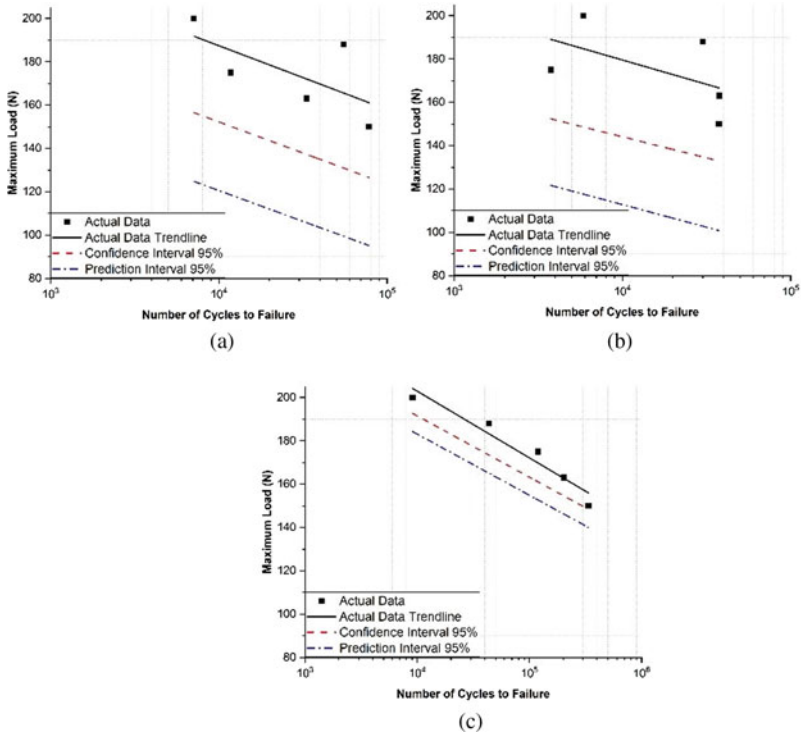 200
180
160
140
120
100
80
Maximum Load (N)
Actual Data
Actual Data Trendline
Confidence Interval 95%
Prediction Interval 95%
10³
10⁴
10⁵
Number of Cycles to Failure
(a)
200
180
160
140
120
100
80
Maximum Load (N)
Actual Data
Actual Data Trendline
Confidence Interval 95%
Prediction Interval 95%
10³
10⁴
10⁵
Number of Cycles to Failure
(b)
200
180
160
140
120
100
80
Maximum Load (N)
Actual Data
Actual Data Trendline
Confidence Interval 95%
Prediction Interval 95%
10³
10⁴
10⁵
10⁶
Number of Cycles to Failure
(c)